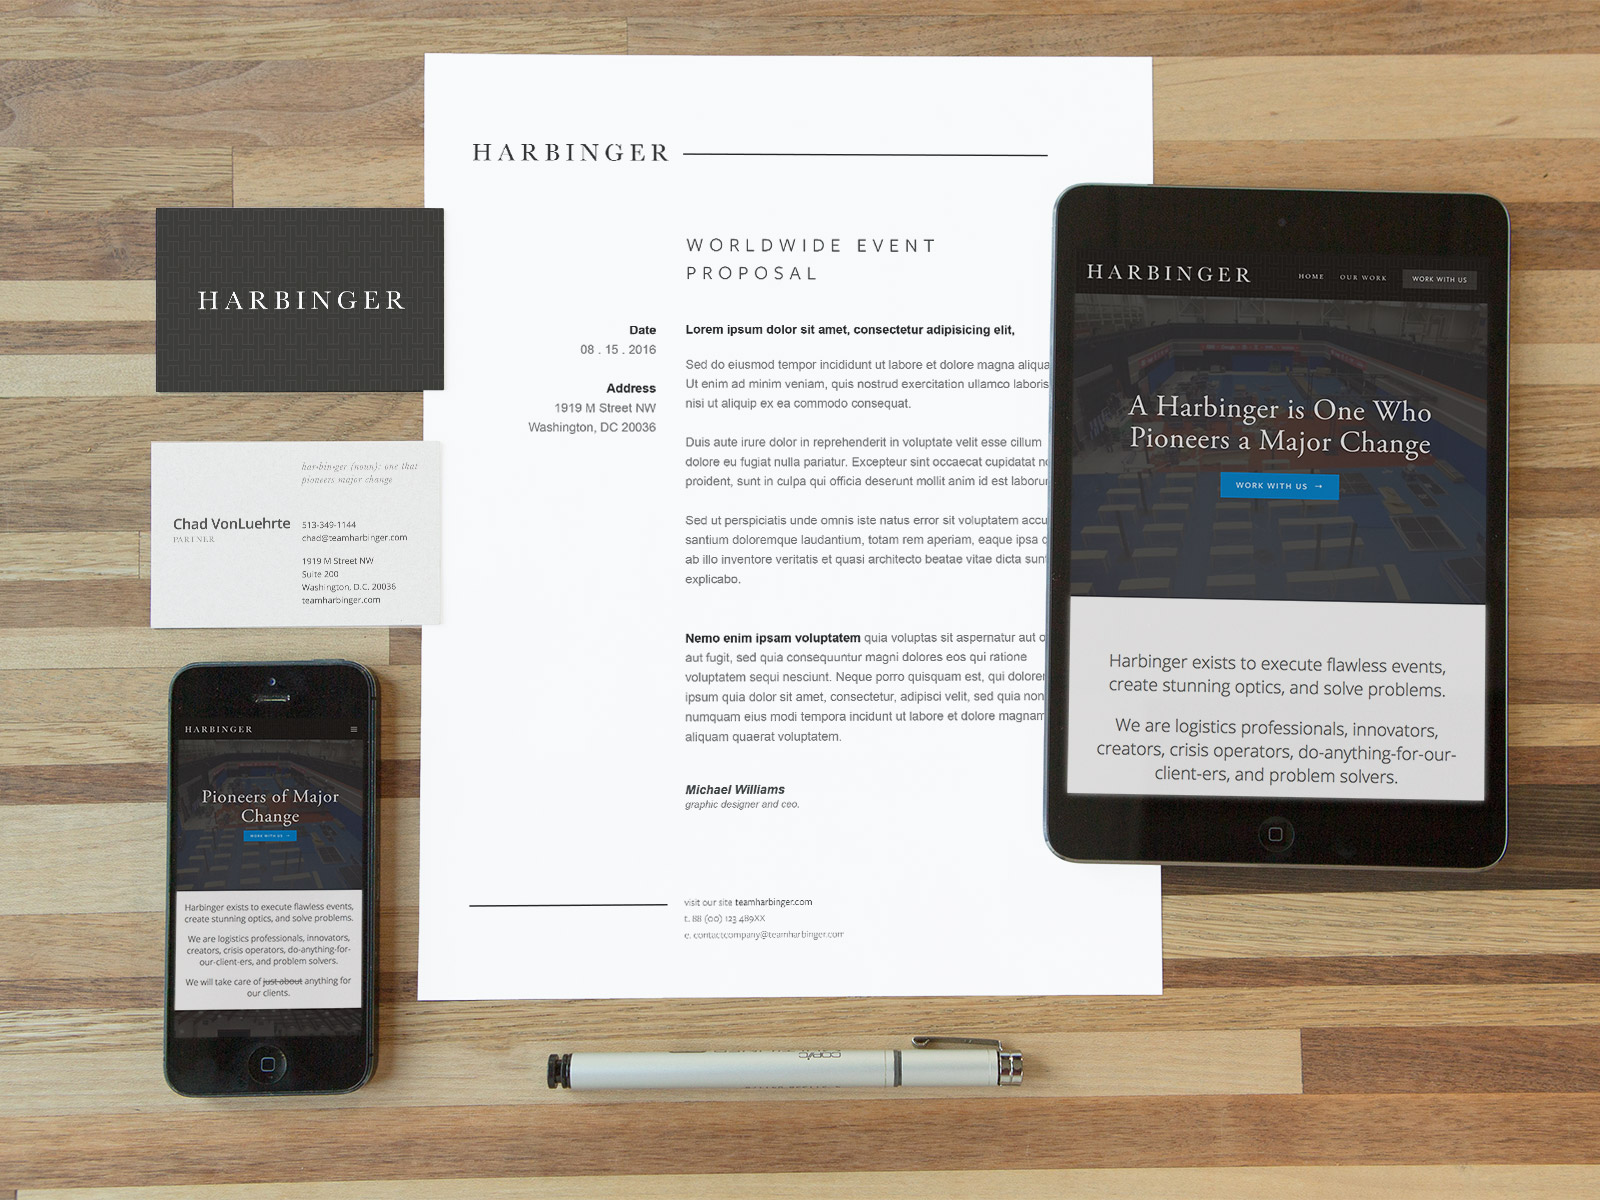 HARBINGER
WORLDWIDE EVENT
PROPOSAL
Date
08 . 15 . 2016
Address
1919 M Street NW
Washington, DC 20036
Lorem ipsum dolor sit amet, consectetur adipisicing elit,
Sed do eiusmod tempor incididunt ut labore et dolore magna aliqua
Ut enim ad minim veniam, quis nostrud exercitation ullamco laboris
nisi ut aliquip ex ea commodo consequat.
Duis aute irure dolor in reprehenderit in voluptate velit esse cillum
dolore eu fugiat nulla pariatur. Excepteur sint occaecat cupidatat
proident, sunt in culpa qui officia deserunt mollit anim id est laborum
Sed ut perspiciatis unde omnis iste natus error sit voluptatem accu
santium doloremque laudantium, totam rem aperiam, eaque ipsa
ab illo inventore veritatis et quasi architecto beatae vitae dicta sunt
explicabo.
Nemo enim ipsam voluptatem quia voluptas sit aspernatur aut
aut fugit, sed quia consequuntur magni dolores eos qui ratione
voluptatem sequi nesciunt. Neque porro quisquam est, qui dolorem
ipsum quia dolor sit amet, consectetur, adipisci velit, sed quia non
numquam eius modi tempora incidunt ut labore et dolore magnam
aliquam quaerat voluptatem.
Michael Williams
graphic designer and ceo.
visit our site teamharbinger.com
t. 88 (00) 123 489XX
e. contactcompany@teamharbinger.com
HARBINGER
har·bin·ger (noun): one that
pioneers major change
Chad VonLuehrte
PARTNER
513-349-1144
chad@teamharbinger.com
1919 M Street NW
Suite 200
Washington, D.C. 20036
teamharbinger.com
HARBINGER
Pioneers of Major
Change
WORK WITH US →
Harbinger exists to execute flawless events,
create stunning optics, and solve problems.
We are logistics professionals, innovators,
creators, crisis operators, do-anything-for-
our-client-ers, and problem solvers.
We will take care of just about anything for
our clients.
HARBINGER
HOME OUR WORK WORK WITH US
A Harbinger is One Who
Pioneers a Major Change
WORK WITH US →
Harbinger exists to execute flawless events,
create stunning optics, and solve problems.
We are logistics professionals, innovators,
creators, crisis operators, do-anything-for-our-
client-ers, and problem solvers.
COPIC